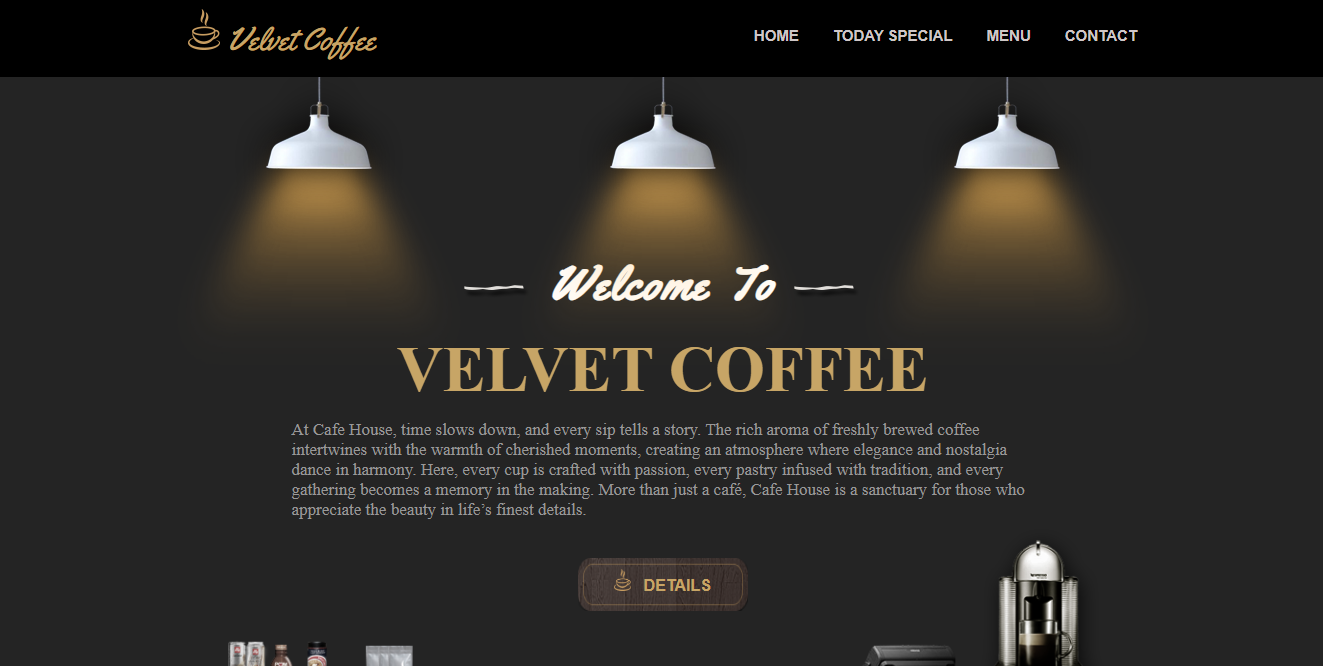 Velvet Coffee
HOME TODAY SPECIAL MENU CONTACT
Welcome To
VELVET COFFEE
At Cafe House, time slows down, and every sip tells a story. The rich aroma of freshly brewed coffee
intertwines with the warmth of cherished moments, creating an atmosphere where elegance and nostalgia
dance in harmony. Here, every cup is crafted with passion, every pastry infused with tradition, and every
gathering becomes a memory in the making. More than just a café, Cafe House is a sanctuary for those who
appreciate the beauty in life’s finest details.
DETAILS